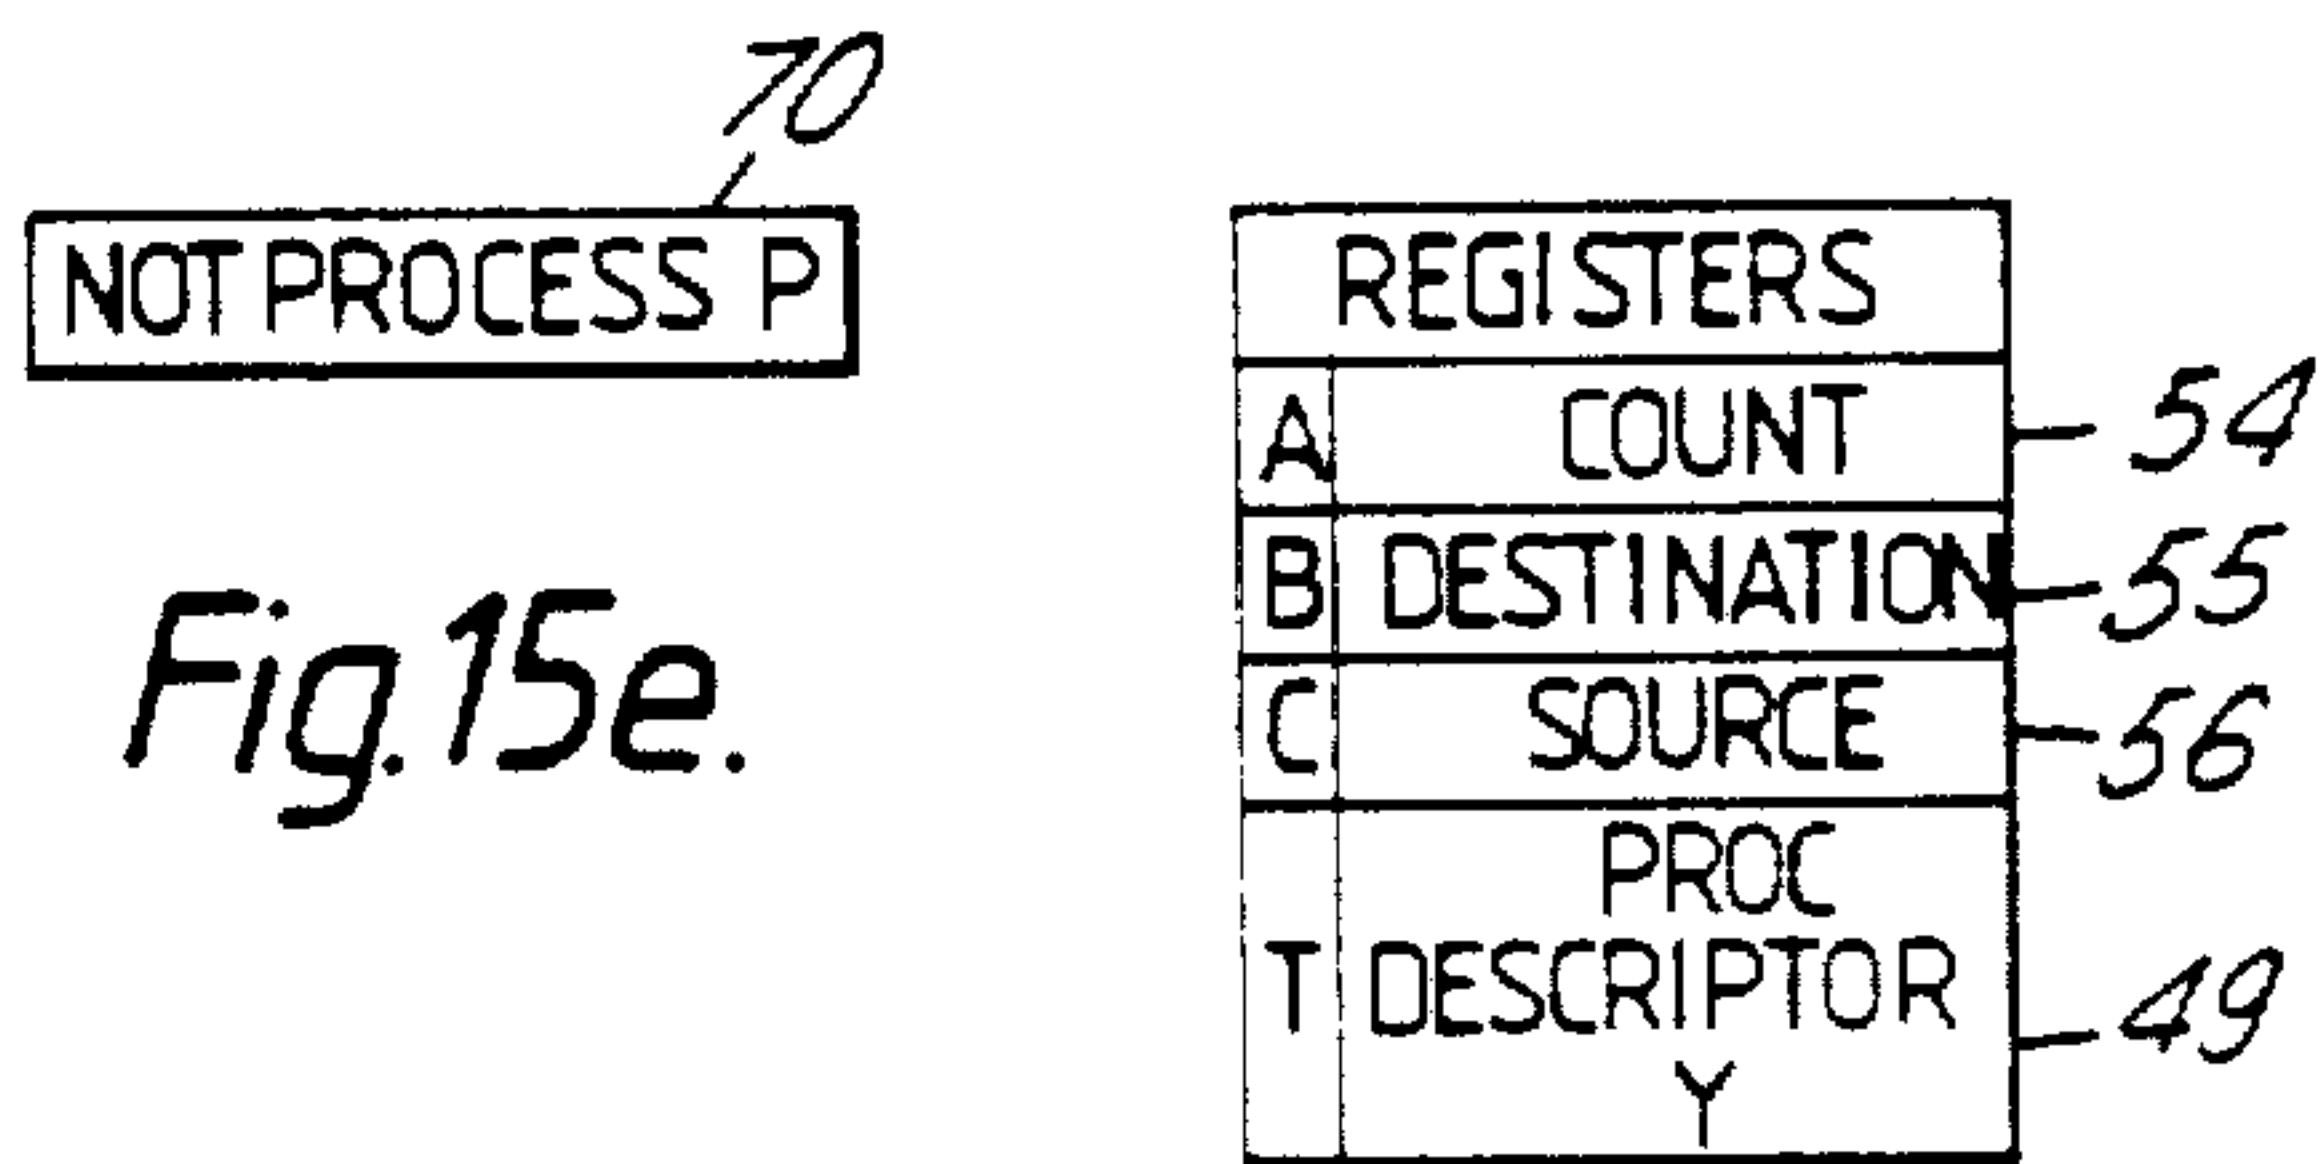 70
NOT PROCESS P
Fig.15e.
REGISTERS
A COUNT 54
B DESTINATION 55
C SOURCE 56
PROC
T DESCRIPTOR 49
Y